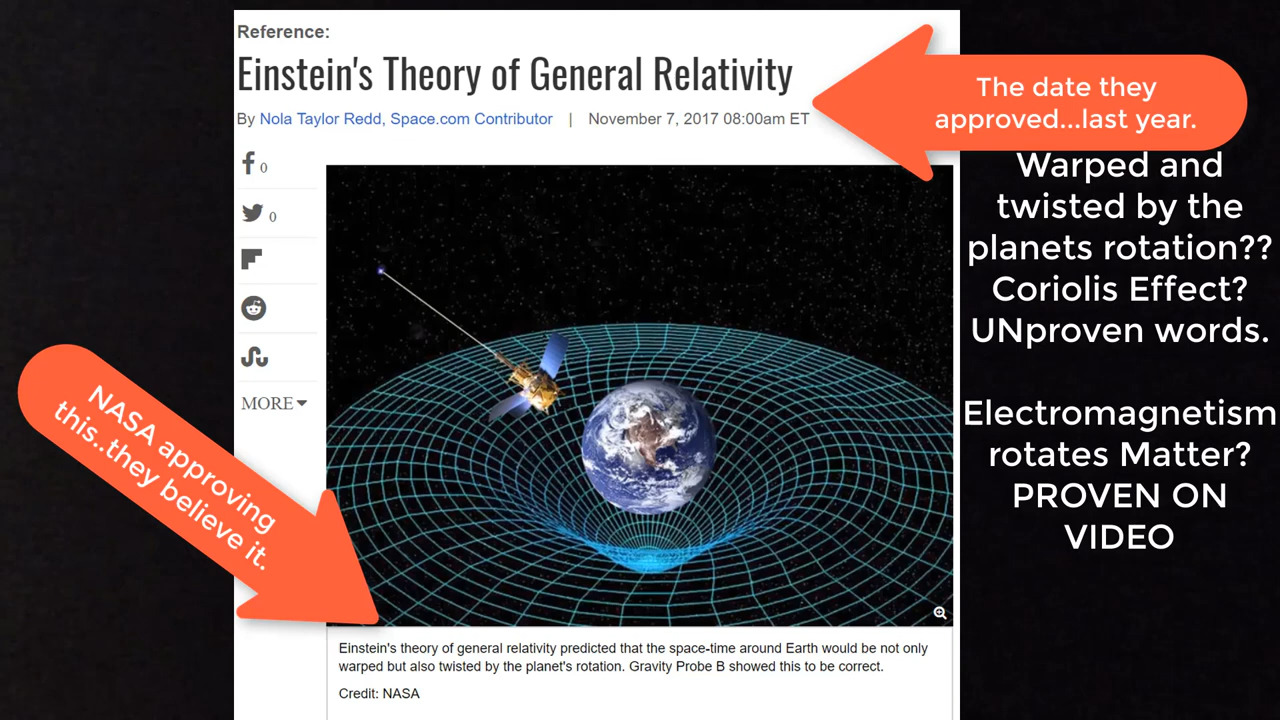 Reference:
Einstein's Theory of General Relativity
By Nola Taylor Redd, Space.com Contributor | November 7, 2017 08:00am ET
The date they
approved...last year.
0
0
MORE
Warped and
twisted by the
planets rotation??
Coriolis Effect?
UNproven words.
Electromagnetism
rotates Matter?
PROVEN ON
VIDEO
NASA approving
this..they believe it.
Einstein's theory of general relativity predicted that the space-time around Earth would be not only
warped but also twisted by the planet's rotation. Gravity Probe B showed this to be correct.
Credit: NASA